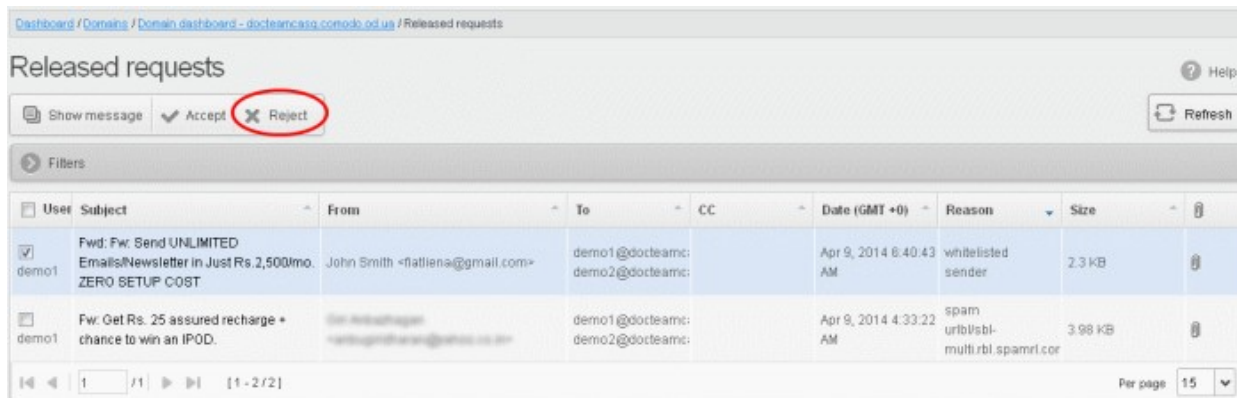 Dashboard / Domains / Domain dashboard - docteamcasg.comodo.od.ua / Released requests
Released requests
Help
Show message Accept Reject
Refresh
Filters
User Subject From To CC Date (GMT +0) Reason Size
demo1
Fwd: Fw: Send UNLIMITED
Emails/Newsletter in Just Rs.2,500/mo.
ZERO SETUP COST
John Smith <flatliena@gmail.com>
demo1@docteamc
demo2@docteamc
Apr 9, 2014 6:40:43
AM
whitelisted
sender
2.3 KB
demo1
Fw: Get Rs. 25 assured recharge +
chance to win an IPOD.
demo1@docteamc
demo2@docteamc
Apr 9, 2014 4:33:22
AM
spam
urlbl/sbl-
multi.rbl.spamrl.cor
3.98 KB
1 /1 [1 - 2 / 2]
Per page 15